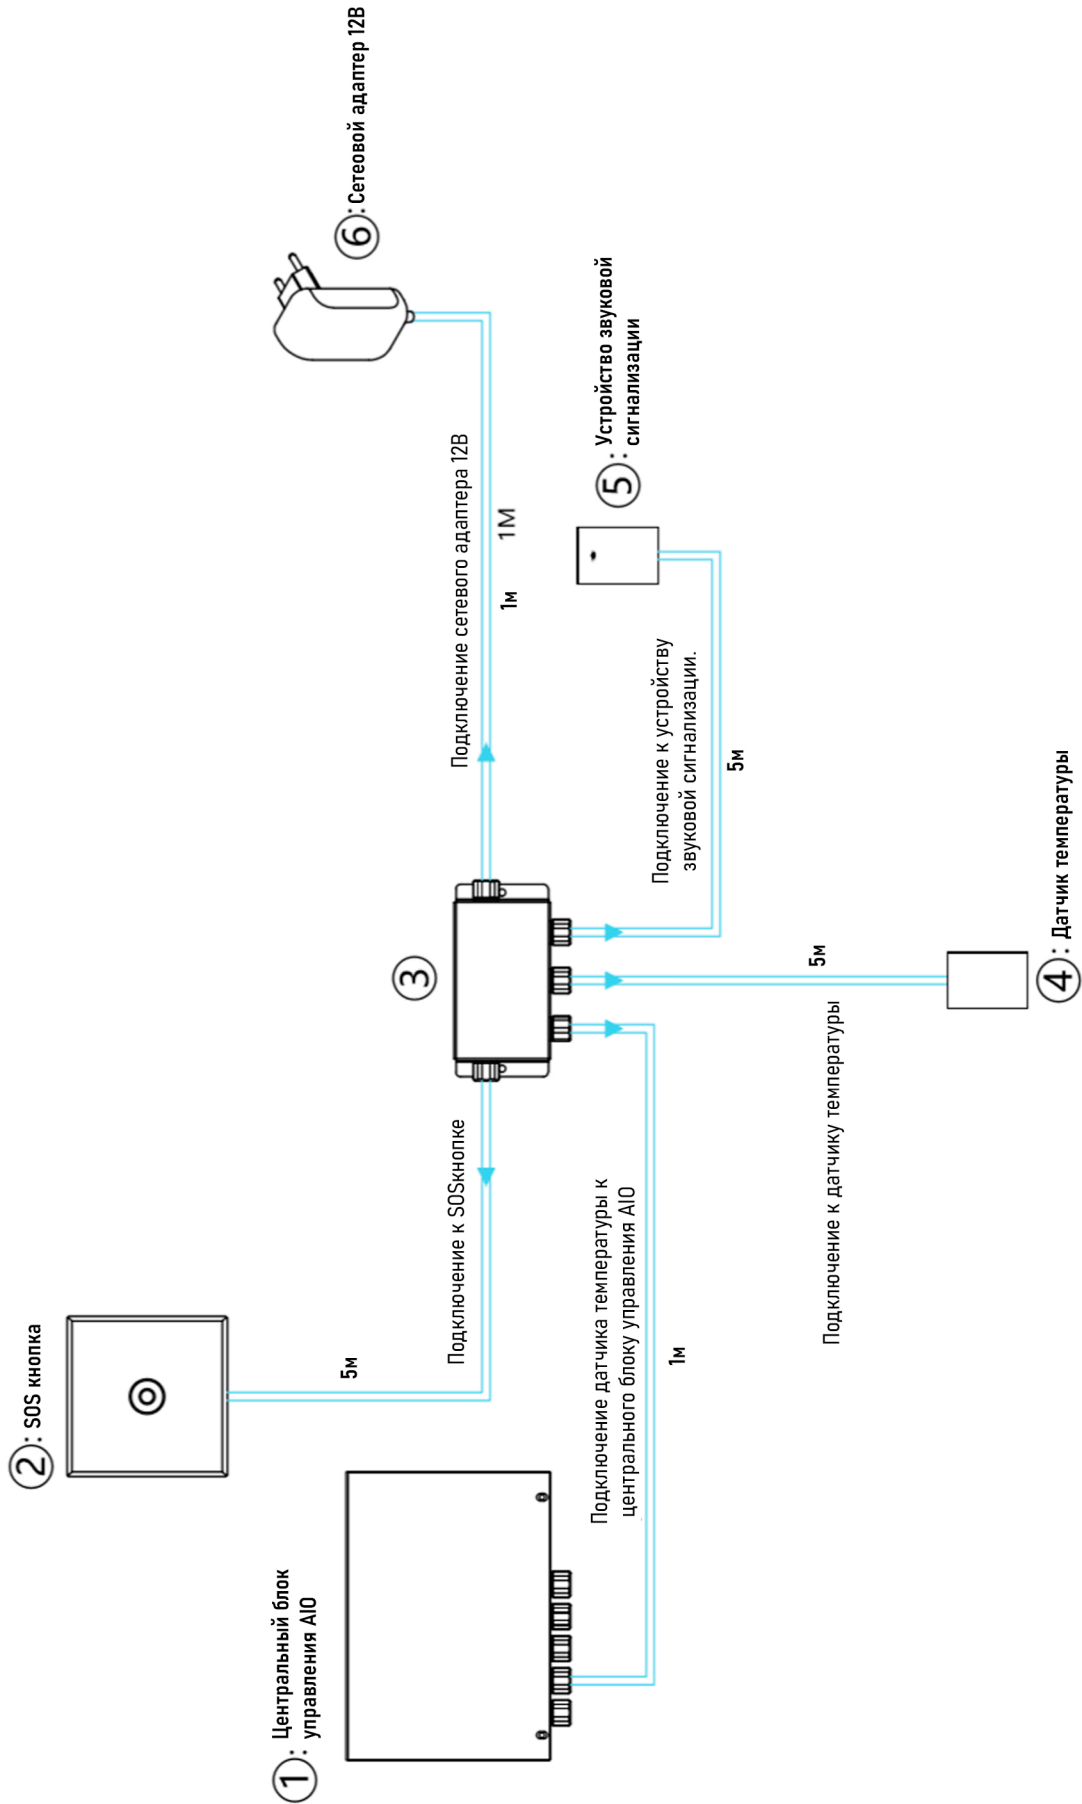 2: SOS кнопка
1: Центральный блок
управления AIO
5м
Подключение к SOSкнопке
Подключение датчика температуры к
центрального блоку управления AIO
1м
3
Подключение к датчику температуры
5м
4: Датчик температуры
Подключение к устройству
звуковой сигнализации.
5м
5: Устройство звуковой
сигнализации
Подключение сетевого адаптера 12В
1м
1M
6: Сетеовой адаптер 12В